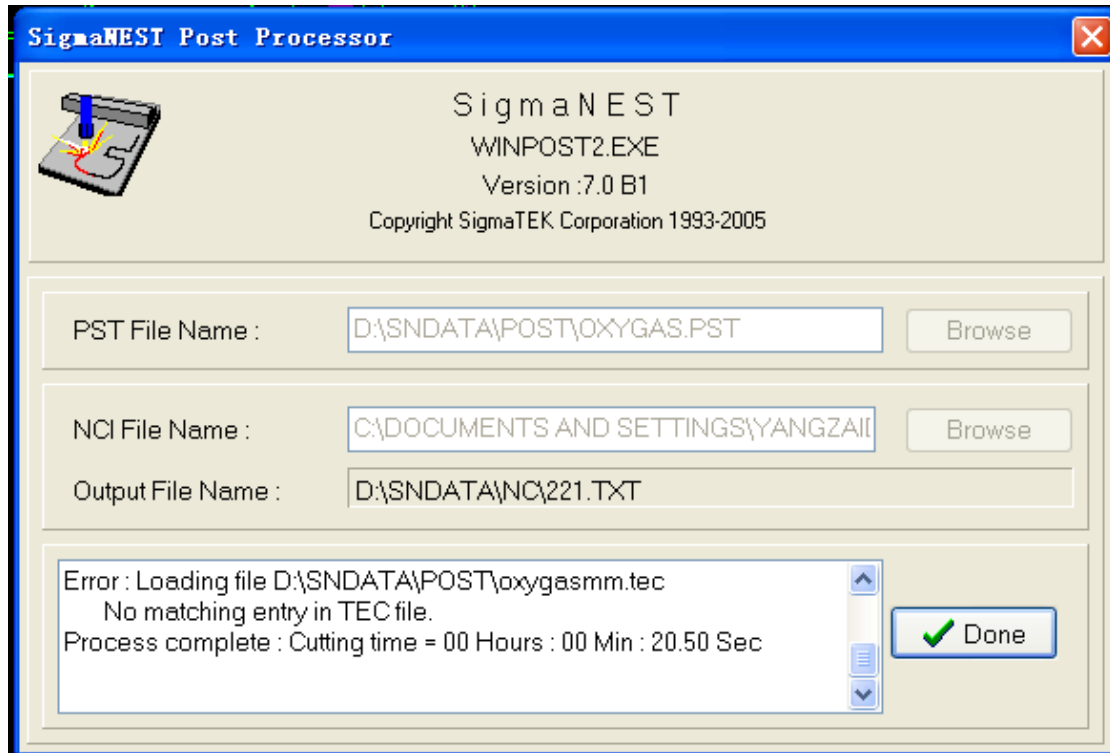 SigmaNEST Post Processor
SigmaNEST
WINPOST2.EXE
Version :7.0 B1
Copyright SigmaTEK Corporation 1993-2005
PST File Name :
D:\SNDATA\POST\OXYGAS.PST
Browse
NCI File Name :
C:\DOCUMENTS AND SETTINGS\YANGZAI
Browse
Output File Name :
D:\SNDATA\NC\221.TXT
Error : Loading file D:\SNDATA\POST\oxygasmm.tec
No matching entry in TEC file.
Process complete : Cutting time = 00 Hours : 00 Min : 20.50 Sec
Done